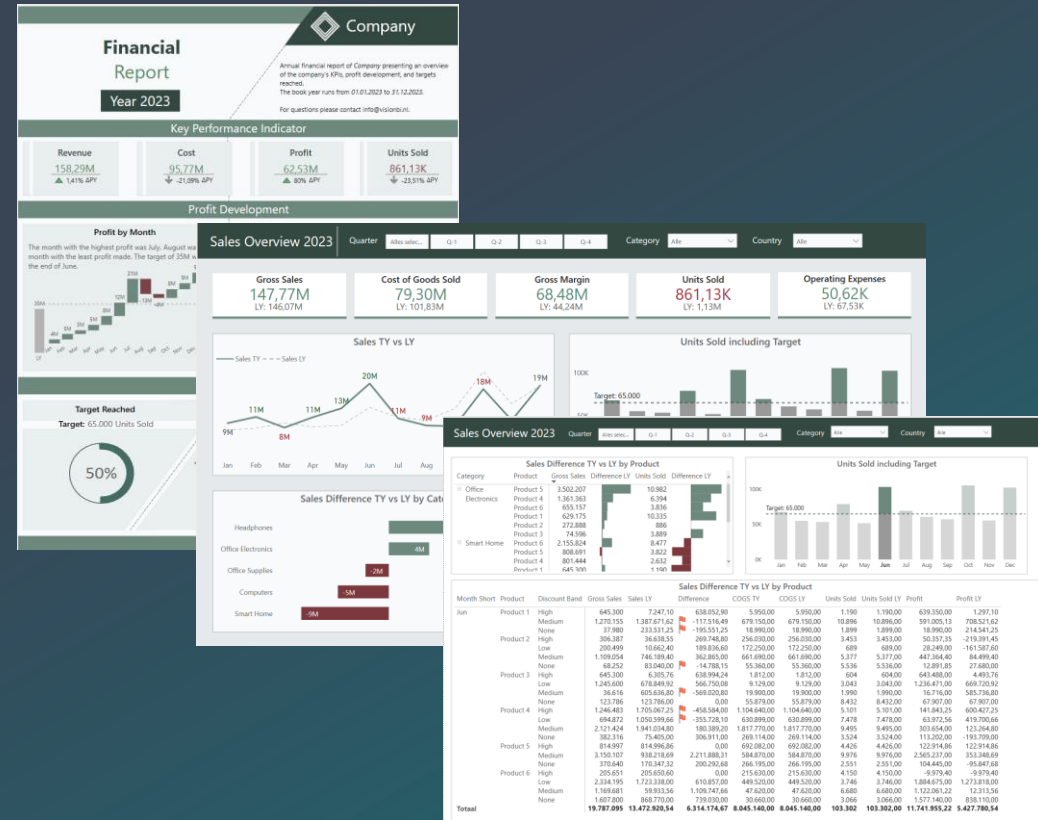 Company
Financial
Report
Year 2023
Annual financial report of Company presenting an overview
of the company's KPIs, profit development, and targets
reached.
The book year runs from 01.01.2023 to 31.12.2023.
For questions please contact info@visionbi.nl.
Key Performance Indicator
Revenue Cost Profit Units Sold
158,29M 95,77M 62,53M 861,13K
1,41% ΔPY -21,09% ΔPY 80% ΔPY -23,51% ΔPY
Profit Development
Profit by Month
The month with the highest profit was July. August wa
month with the least profit made. The target of 35M w
the end of June.
35M 4M 3M 3M 5M 8M 12M 21M -13M
LY Jan Feb Mar Apr May Jun Jul Aug Sep Oct Nov Dec
Target Reached
Target: 65.000 Units Sold
50%
Sales Overview 2023 Quarter Alles selec... Q-1 Q-2 Q-3 Q-4 Category Alle Country Alle
Gross Sales Cost of Goods Sold Gross Margin Units Sold Operating Expenses
147,77M 79,30M 68,48M 861,13K 50,62K
LY: 146,07M LY: 101,83M LY: 44,24M LY: 1,13M LY: 67,53K
Sales TY vs LY
Sales TY Sales LY
9M 11M 8M 11M 13M 20M 11M 9M 18M 19M
Jan Feb Mar Apr May Jun Jul Aug
Units Sold including Target
100K
Target: 65.000
50K
Sales Difference TY vs LY by Cat
Headphones
Office Electronics 4M
Office Supplies -2M
Computers -5M
Smart Home -9M
Sales Overview 2023 Quarter Alles selec... Q-1 Q-2 Q-3 Q-4 Category Alle Country Alle
Sales Difference TY vs LY by Product
Category Product Gross Sales Difference LY Units Sold Difference LY
Office Product 5 3.502.207 10.982
Electronics Product 4 1.361.363 6.394
Product 6 655.157 3.836
Product 1 629.175 10.335
Product 2 272.888 886
Product 3 74.596 3.889
Smart Home Product 6 2.155.824 8.477
Product 5 808.691 3.822
Product 4 801.444 2.632
Product 1 645.300 1.190
Units Sold including Target
100K
Target: 65.000
50K
0K
Jan Feb Mar Apr May Jun Jul Aug Sep Oct Nov Dec
Sales Difference TY vs LY by Product
Month Short Product Discount Band Gross Sales Sales LY Difference COGS TY COGS LY Units Sold Units Sold LY Profit Profit LY
Jun Product 1 High 645.300 7.247,10 638.052,90 5.950,00 5.950,00 1.190 1.190,00 639.350,00 1.297,10
Medium 1.270.155 1.387.671,62 -117.516,49 679.150,00 679.150,00 10.896 10.896,00 591.005,13 708.521,62
None 37.980 233.531,25 -195.551,25 18.990,00 18.990,00 1.899 1.899,00 18.990,00 214.541,25
Product 2 High 306.387 36.638,55 269.748,80 256.030,00 256.030,00 3.453 3.453,00 50.357,35 -219.391,45
Low 200.499 10.662,40 189.836,60 172.250,00 172.250,00 689 689,00 28.249,00 -161.587,60
Medium 1.109.054 746.189,40 362.865,00 661.690,00 661.690,00 5.377 5.377,00 447.364,40 84.499,40
None 68.252 83.040,00 -14.788,15 55.360,00 55.360,00 5.536 5.536,00 12.891,85 27.680,00
Product 3 High 645.300 6.305,76 638.994,24 1.812,00 1.812,00 604 604,00 643.488,00 4.493,76
Low 1.245.600 678.849,92 566.750,08 9.129,00 9.129,00 3.043 3.043,00 1.236.471,00 669.720,92
Medium 36.616 605.636,80 -569.020,80 19.900,00 19.900,00 1.990 1.990,00 16.716,00 585.736,80
None 123.786 123.786,00 0,00 55.879,00 55.879,00 8.432 8.432,00 67.907,00 67.907,00
Product 4 High 1.246.483 1.705.067,25 -458.584,00 1.104.640,00 1.104.640,00 5.101 5.101,00 141.843,25 600.427,25
Low 694.872 1.050.599,66 -355.728,10 630.899,00 630.899,00 7.478 7.478,00 63.972,56 419.700,66
Medium 2.121.424 1.941.034,80 180.389,20 1.817.770,00 1.817.770,00 9.495 9.495,00 303.654,00 123.264,80
None 382.316 75.405,00 306.911,00 269.114,00 269.114,00 3.524 3.524,00 113.202,00 -193.709,00
Product 5 High 814.997 814.996,86 0,00 692.082,00 692.082,00 4.426 4.426,00 122.914,86 122.914,86
Medium 3.150.107 938.218,69 2.211.888,31 584.870,00 584.870,00 9.976 9.976,00 2.565.237,00 353.348,69
None 370.640 170.347,32 200.292,68 266.195,00 266.195,00 2.551 2.551,00 104.445,00 -95.847,68
Product 6 High 205.651 205.650,60 0,00 215.630,00 215.630,00 4.150 4.150,00 -9.979,40 -9.979,40
Low 2.334.195 1.723.338,00 610.857,00 449.520,00 449.520,00 3.746 3.746,00 1.884.675,00 1.273.818,00
Medium 1.169.681 59.933,56 1.109.747,66 47.620,00 47.620,00 6.680 6.680,00 1.122.061,22 12.313,56
None 1.607.800 868.770,00 739.030,00 30.660,00 30.660,00 3.066 3.066,00 1.577.140,00 838.110,00
Totaal 19.787.095 13.472.920,54 6.314.174,67 8.045.140,00 8.045.140,00 103.302 103.302,00 11.741.955,22 5.427.780,54